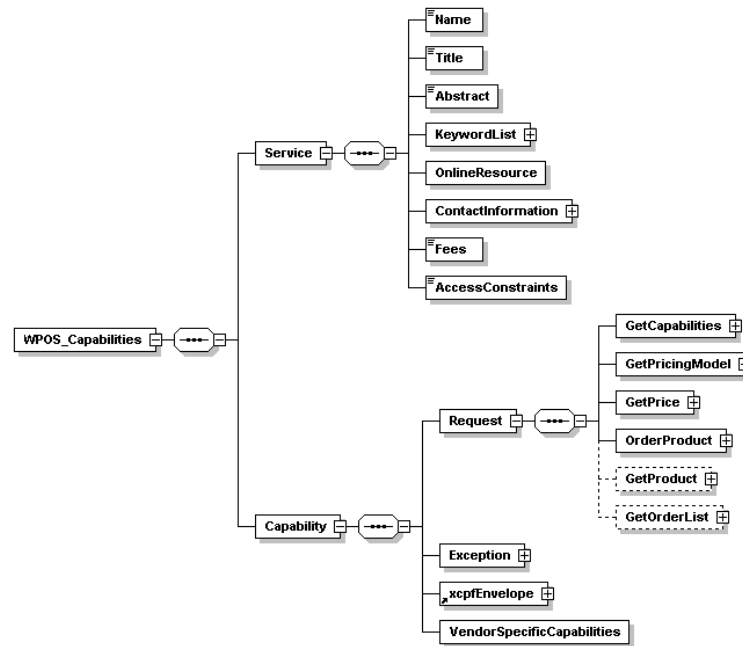 Name
Title
Abstract
KeywordList
Service
OnlineResource
ContactInformation
Fees
AccessConstraints
WPOS_Capabilities
GetCapabilities
GetPricingModel
GetPrice
Request
OrderProduct
GetProduct
GetOrderList
Capability
Exception
xcpfEnvelope
VendorSpecificCapabilities